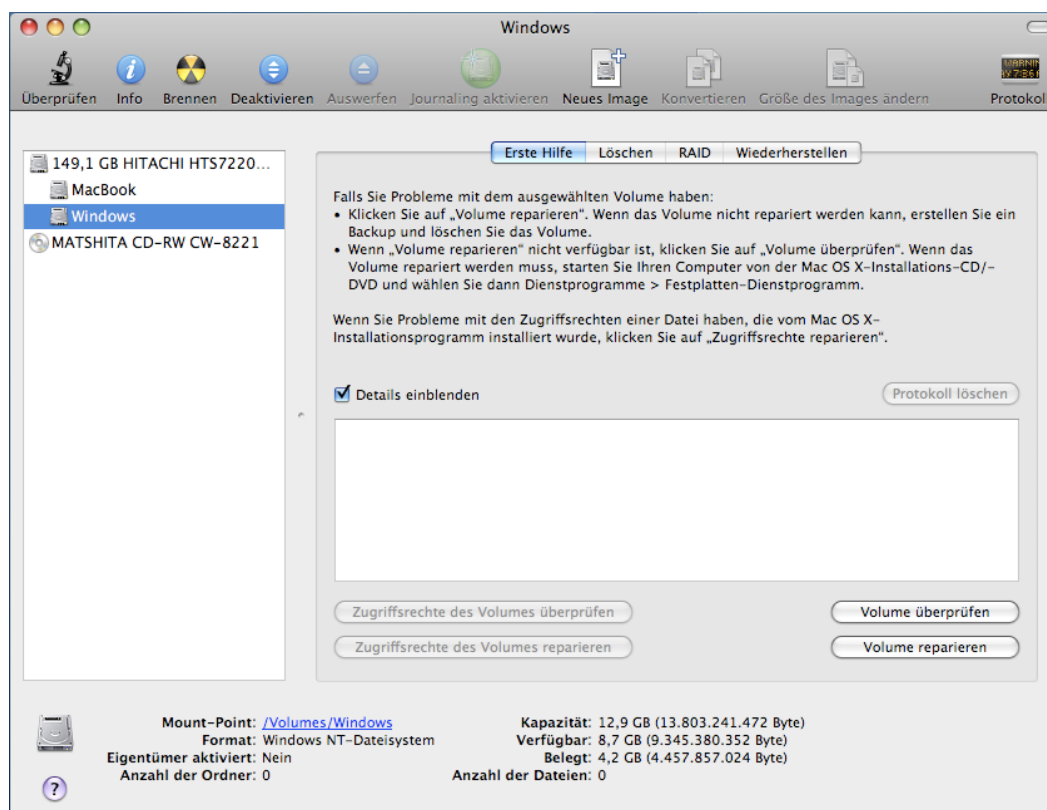 Windows
Überprüfen Info Brennen Deaktivieren Auswerfen Journaling aktivieren Neues Image Konvertieren Größe des Images ändern
149,1 GB HITACHI HTS7220...
MacBook
Windows
MATSHITA CD-RW CW-8221
Erste Hilfe Löschen RAID Wiederherstellen
Falls Sie Probleme mit dem ausgewählten Volume haben:
• Klicken Sie auf „Volume reparieren“. Wenn das Volume nicht repariert werden kann, erstellen Sie ein
Backup und löschen Sie das Volume.
• Wenn „Volume reparieren“ nicht verfügbar ist, klicken Sie auf „Volume überprüfen“. Wenn das
Volume repariert werden muss, starten Sie Ihren Computer von der Mac OS X-Installations-CD/-
DVD und wählen Sie dann Dienstprogramme > Festplatten-Dienstprogramm.
Wenn Sie Probleme mit den Zugriffsrechten einer Datei haben, die vom Mac OS X-
Installationsprogramm installiert wurde, klicken Sie auf „Zugriffsrechte reparieren“.
Details einblenden
Protokoll löschen
Zugriffsrechte des Volumes überprüfen
Volume überprüfen
Zugriffsrechte des Volumes reparieren
Volume reparieren
Mount-Point: /Volumes/Windows
Format: Windows NT-Dateisystem
Eigentümer aktiviert: Nein
Anzahl der Ordner: 0
Kapazität: 12,9 GB (13.803.241.472 Byte)
Verfügbar: 8,7 GB (9.345.380.352 Byte)
Belegt: 4,2 GB (4.457.857.024 Byte)
Anzahl der Dateien: 0